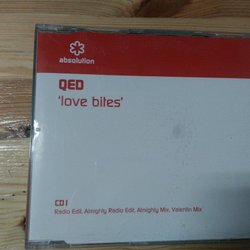 absolution
QED
'love bites'
CD1
Radio Edit, Almighty Radio Edit, Almighty Mix, Valentin Mix